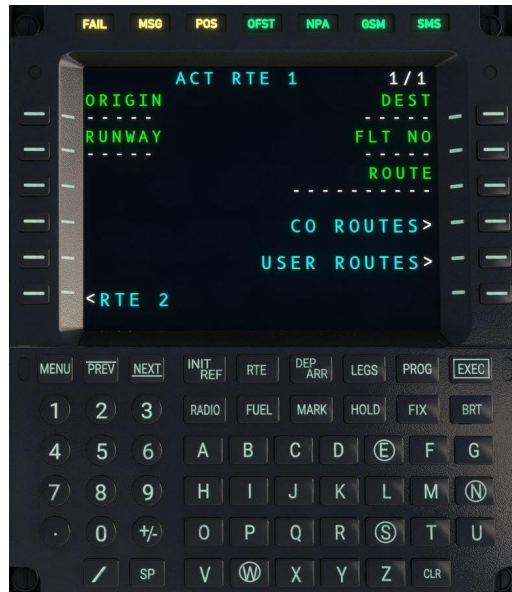 FAIL MSG POS OFST NPA GSM SMS
ACT RTE 1 1/1
ORIGIN DEST
----- -----
RUNWAY FLT NO
----- -----
ROUTE
----------
CO ROUTES>
USER ROUTES>
<RTE 2
MENU PREV NEXT INIT REF RTE DEP ARR LEGS PROG EXEC
1 2 3 RADIO FUEL MARK HOLD FIX BRT
4 5 6 A B C D E F G
7 8 9 H I J K L M N
. 0 +/- O P Q R S T U
/ SP V W X Y Z CLR